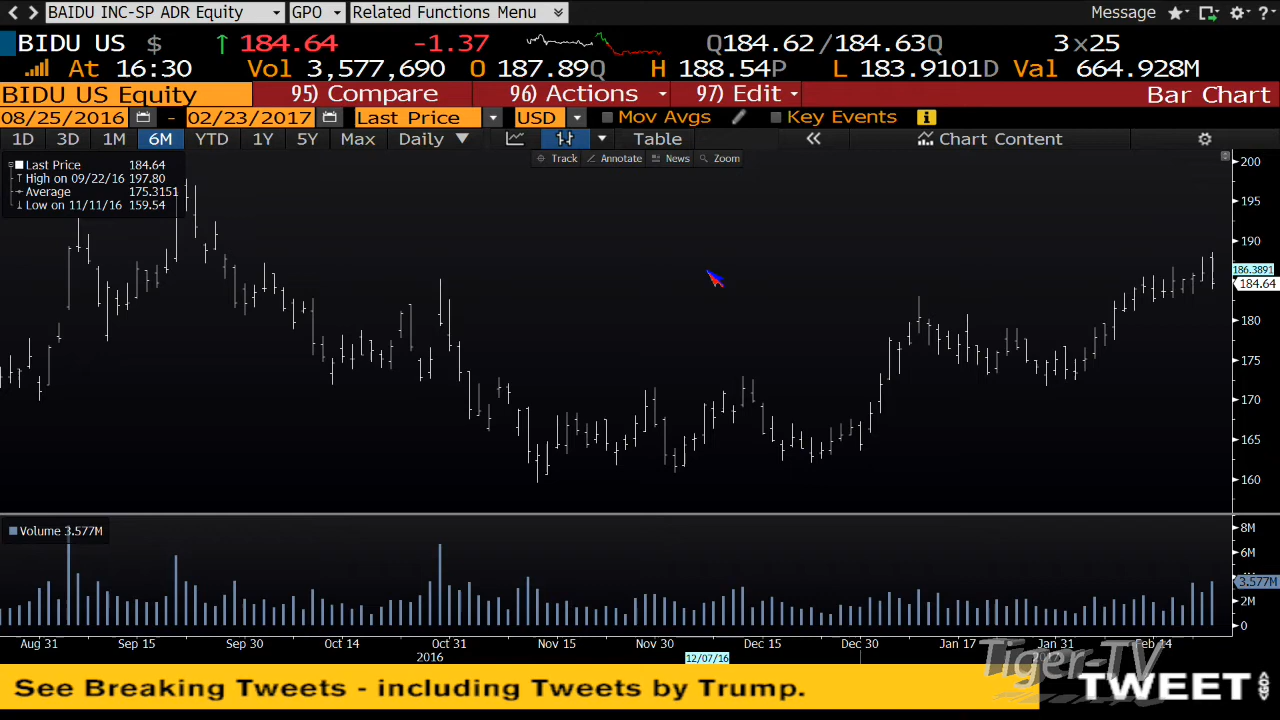 BAIDU INC-SP ADR Equity GPO Related Functions Menu Message ?
BIDU US $ ↑ 184.64 -1.37 Q184.62/184.63Q 3×25
At 16:30 Vol 3,577,690 O 187.89Q H 188.54P L 183.9101D Val 664.928M
BIDU US Equity 95) Compare 96) Actions 97) Edit Bar Chart
08/25/2016 - 02/23/2017 Last Price USD Mov Avgs Key Events i
1D 3D 1M 6M YTD 1Y 5Y Max Daily Table « Chart Content
Track Annotate News Zoom
Last Price 184.64
High on 09/22/16 197.80
Average 175.3151
Low on 11/11/16 159.54
200
195
190
186.3891
184.64
180
175
170
165
160
Volume 3.577M
8M
6M
3.577M
2M
0
Aug 31 Sep 15 Sep 30 Oct 14 Oct 31 Nov 15 Nov 30 Dec 15 Dec 30 Jan 17 Jan 31 Feb 14
2016 12/07/16 2017
Tiger-TV
See Breaking Tweets - including Tweets by Trump. TWEET <GO>